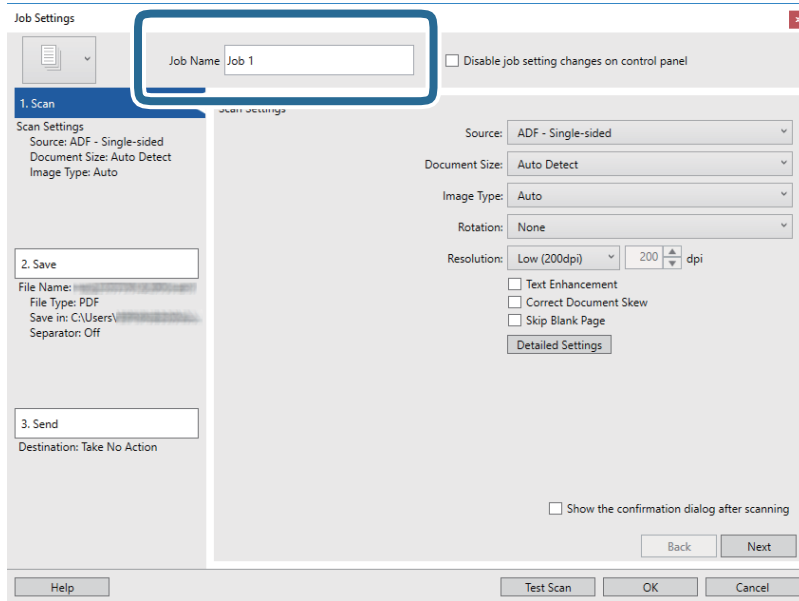 Job Settings
Job Name Job 1
Disable job setting changes on control panel
1. Scan
Scan Settings
Source: ADF - Single-sided
Document Size: Auto Detect
Image Type: Auto
2. Save
File Name:
File Type: PDF
Save in: C:\Users\
Separator: Off
3. Send
Destination: Take No Action
Scan Settings
Source: ADF - Single-sided
Document Size: Auto Detect
Image Type: Auto
Rotation: None
Resolution: Low (200dpi) 200 dpi
Text Enhancement
Correct Document Skew
Skip Blank Page
Detailed Settings
Show the confirmation dialog after scanning
Back Next
Help Test Scan OK Cancel